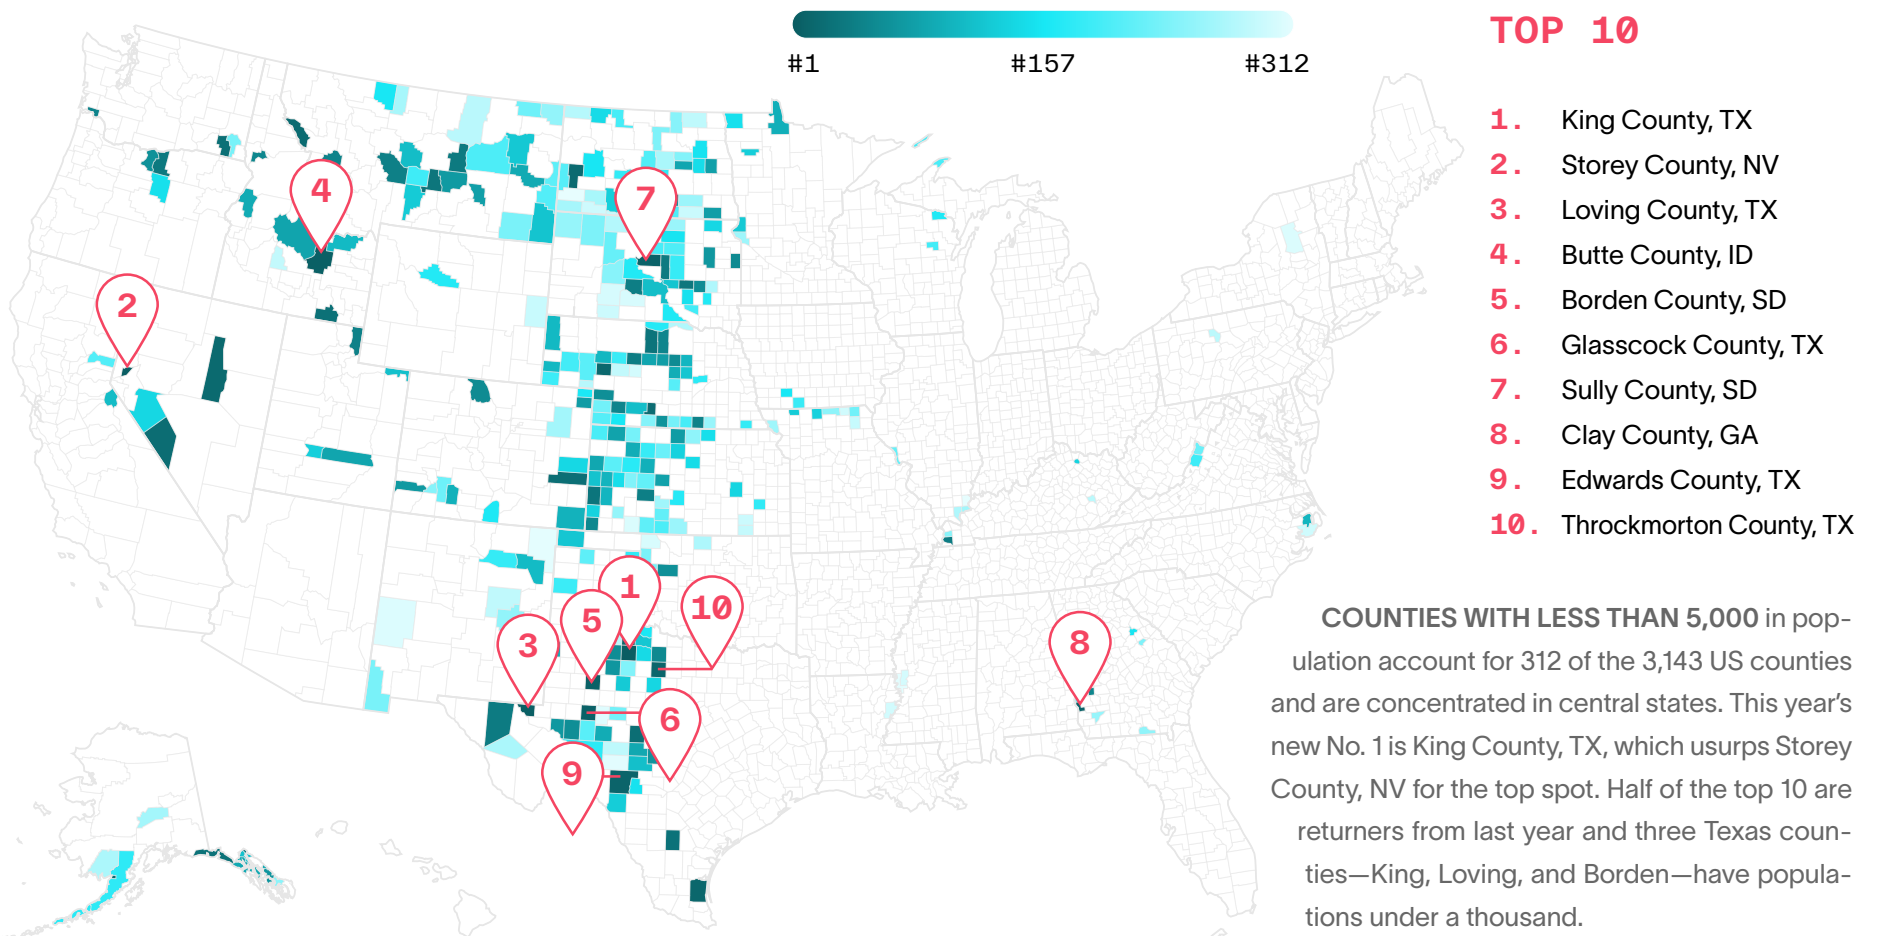 #1 #157 #312
TOP 10
1. King County, TX
2. Storey County, NV
3. Loving County, TX
4. Butte County, ID
5. Borden County, SD
6. Glasscock County, TX
7. Sully County, SD
8. Clay County, GA
9. Edwards County, TX
10. Throckmorton County, TX
4
7
2
1
5
10
3
8
6
9
COUNTIES WITH LESS THAN 5,000 in pop-
ulation account for 312 of the 3,143 US counties
and are concentrated in central states. This year’s
new No. 1 is King County, TX, which usurps Storey
County, NV for the top spot. Half of the top 10 are
returners from last year and three Texas coun-
ties—King, Loving, and Borden—have popula-
tions under a thousand.